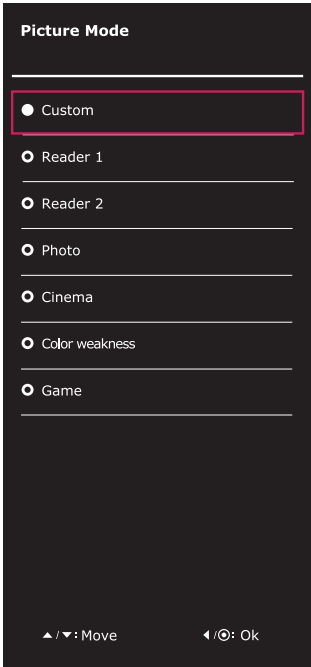 Picture Mode
Custom
Reader 1
Reader 2
Photo
Cinema
Color weakness
Game
▲/▼: Move ◀/⦿: Ok